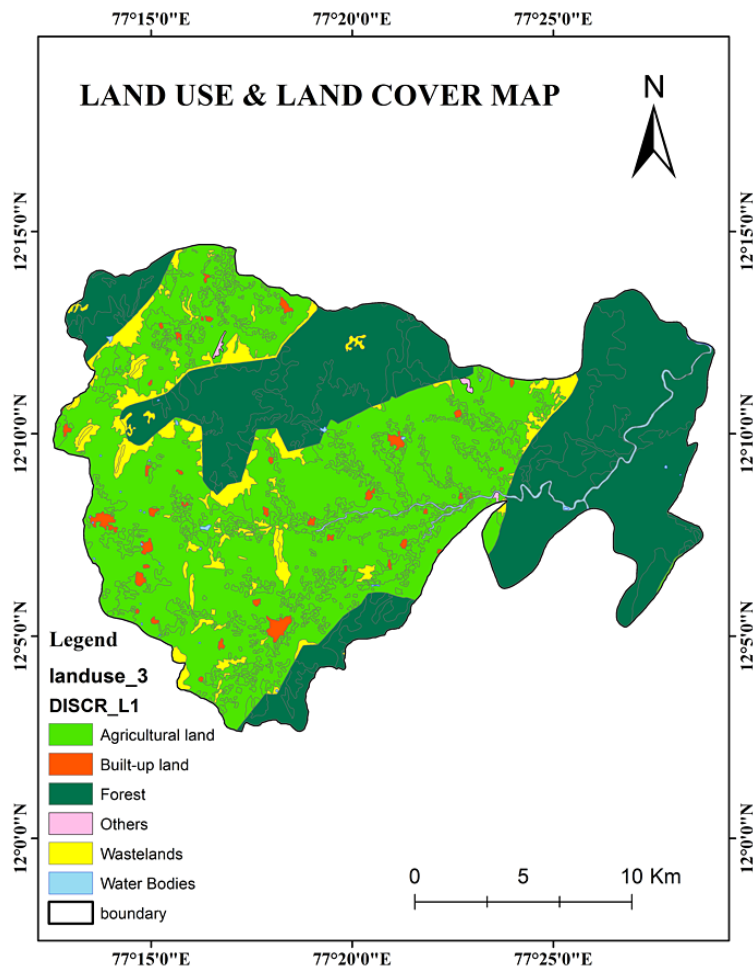 77°15'0"E 77°20'0"E 77°25'0"E
LAND USE & LAND COVER MAP
N
12°15'0"N 12°15'0"N
12°10'0"N 12°10'0"N
12°5'0"N 12°5'0"N
Legend
landuse_3
DISCR_L1
Agricultural land
Built-up land
Forest
Others
Wastelands
Water Bodies
boundary
12°0'0"N 12°0'0"N
0 5 10 Km
77°15'0"E 77°20'0"E 77°25'0"E